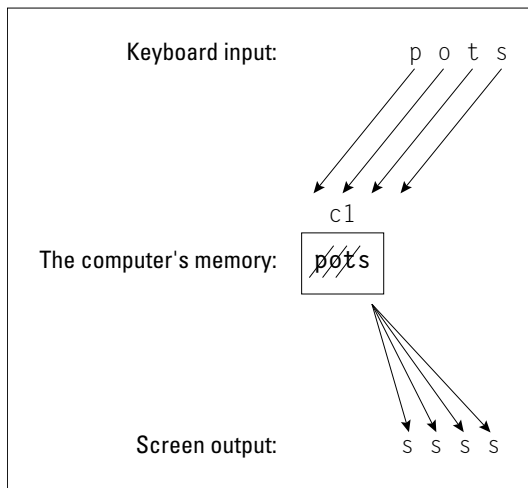 Keyboard input: p o t s
c1
The computer's memory: pots
Screen output: s s s s